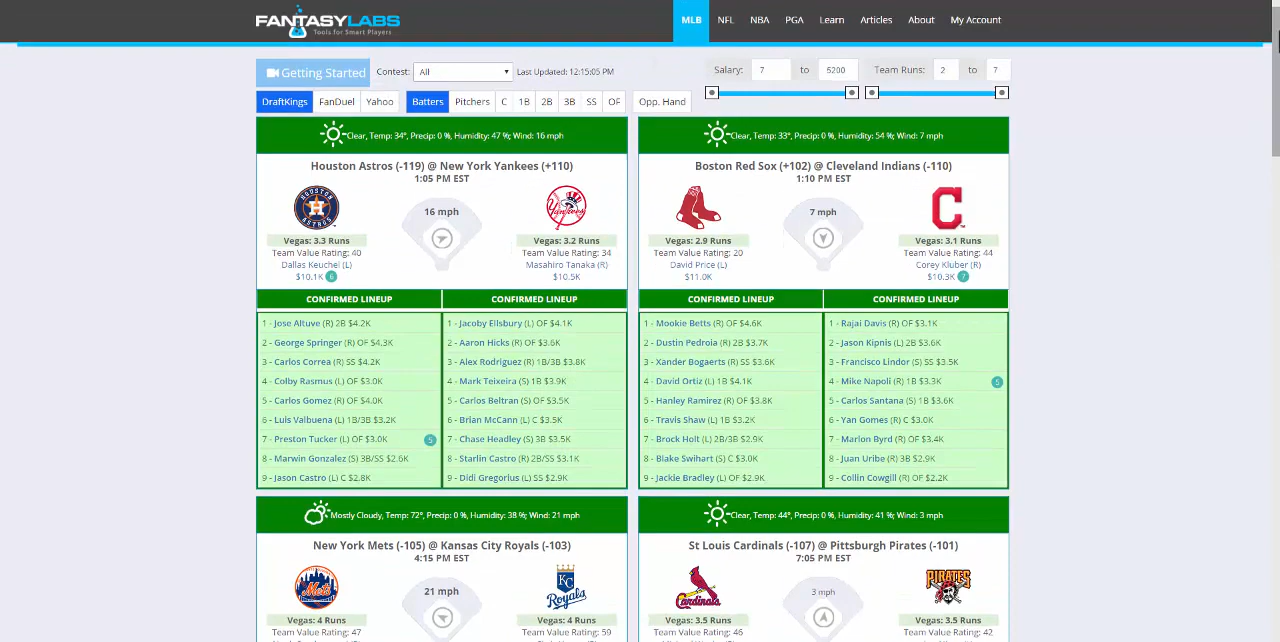 FANTASYLABS
Tools for Smart Players
MLB NFL NBA PGA Learn Articles About My Account
Getting Started Contest: All Last Updated: 12:15:05 PM Salary: 7 to 5200 Team Runs: 2 to 7
DraftKings FanDuel Yahoo Batters Pitchers C 1B 2B 3B SS OF Opp. Hand
Clear, Temp: 34°, Precip: 0 %, Humidity: 47 %; Wind: 16 mph
Houston Astros (-119) @ New York Yankees (+110)
1:05 PM EST
HOUSTON ASTROS
16 mph
Vegas: 3.3 Runs Vegas: 3.2 Runs
Team Value Rating: 40 Team Value Rating: 34
Dallas Keuchel (L) Masahiro Tanaka (R)
$10.1K 6 $10.5K
CONFIRMED LINEUP CONFIRMED LINEUP
1 - Jose Altuve (R) 2B $4.2K 1 - Jacoby Ellsbury (L) OF $4.1K
2 - George Springer (R) OF $4.3K 2 - Aaron Hicks (R) OF $3.6K
3 - Carlos Correa (R) SS $4.2K 3 - Alex Rodriguez (R) 1B/3B $3.8K
4 - Colby Rasmus (L) OF $3.0K 4 - Mark Teixeira (S) 1B $3.9K
5 - Carlos Gomez (R) OF $4.0K 5 - Carlos Beltran (S) OF $3.5K
6 - Luis Valbuena (L) 1B/3B $3.2K 6 - Brian McCann (L) C $3.5K
7 - Preston Tucker (L) OF $3.0K 5 7 - Chase Headley (S) 3B $3.5K
8 - Marwin Gonzalez (S) 3B/SS $2.6K 8 - Starlin Castro (R) 2B/SS $3.1K
9 - Jason Castro (L) C $2.8K 9 - Didi Gregorius (L) SS $2.9K
Clear, Temp: 33°, Precip: 0 %, Humidity: 54 %; Wind: 7 mph
Boston Red Sox (+102) @ Cleveland Indians (-110)
1:10 PM EST
7 mph
Vegas: 2.9 Runs Vegas: 3.1 Runs
Team Value Rating: 20 Team Value Rating: 44
David Price (L) Corey Kluber (R)
$11.0K $10.3K 7
CONFIRMED LINEUP CONFIRMED LINEUP
1 - Mookie Betts (R) OF $4.6K 1 - Rajai Davis (R) OF $3.1K
2 - Dustin Pedroia (R) 2B $3.7K 2 - Jason Kipnis (L) 2B $3.6K
3 - Xander Bogaerts (R) SS $3.6K 3 - Francisco Lindor (S) SS $3.5K
4 - David Ortiz (L) 1B $4.1K 4 - Mike Napoli (R) 1B $3.3K 5
5 - Hanley Ramirez (R) OF $3.8K 5 - Carlos Santana (S) 1B $3.6K
6 - Travis Shaw (L) 1B $3.2K 6 - Yan Gomes (R) C $3.0K
7 - Brock Holt (L) 2B/3B $2.9K 7 - Marlon Byrd (R) OF $3.4K
8 - Blake Swihart (S) C $3.0K 8 - Juan Uribe (R) 3B $2.9K
9 - Jackie Bradley (L) OF $2.9K 9 - Collin Cowgill (R) OF $2.2K
Mostly Cloudy, Temp: 72°, Precip: 0 %, Humidity: 38 %; Wind: 21 mph
New York Mets (-105) @ Kansas City Royals (-103)
4:15 PM EST
21 mph
KC
Royals
Vegas: 4 Runs Vegas: 4 Runs
Team Value Rating: 47 Team Value Rating: 59
Clear, Temp: 44°, Precip: 0 %, Humidity: 41 %; Wind: 3 mph
St Louis Cardinals (-107) @ Pittsburgh Pirates (-101)
7:05 PM EST
3 mph
Cardinals PIRATES
Vegas: 3.5 Runs Vegas: 3.5 Runs
Team Value Rating: 46 Team Value Rating: 42